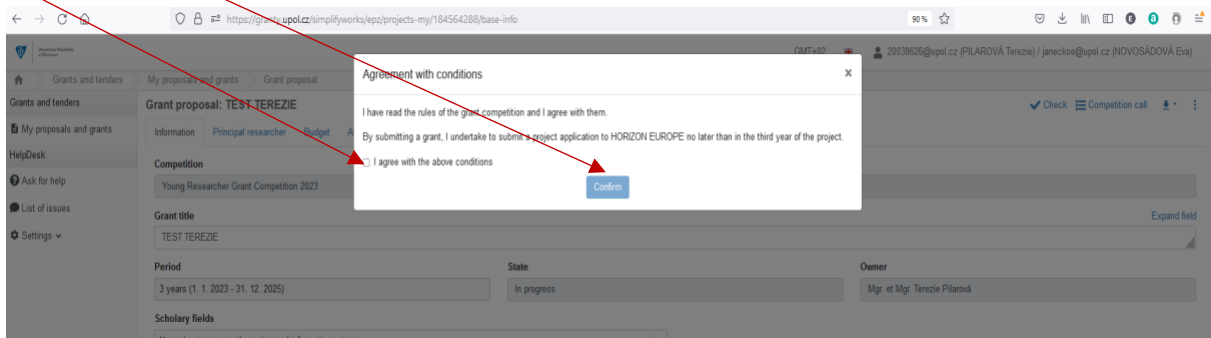 https://granty.upol.cz/simplifyworks/epz/projects-my/184564288/base-info 90%
Univerzita Palackého v Olomouci
GMT+02 20038626@upol.cz (PILAROVÁ Terezie) / janeckoe@upol.cz (NOVOSÁDOVÁ Eva)
Grants and tenders My proposals and grants Grant proposal
Agreement with conditions x
Grants and tenders
Grant proposal: TEST TEREZIE
Check Competition call
I have read the rules of the grant competition and I agree with them.
My proposals and grants
Information Principal researcher Budget
By submitting a grant, I undertake to submit a project application to HORIZON EUROPE no later than in the third year of the project.
HelpDesk
Competition
I agree with the above conditions
Ask for help
Young Researcher Grant Competition 2023
Confirm
List of issues
Grant title
Expand field
Settings
TEST TEREZIE
Period State Owner
3 years (1. 1. 2023 - 31. 12. 2025) In progress Mgr. et Mgr. Terezie Pilarová
Scholary fields